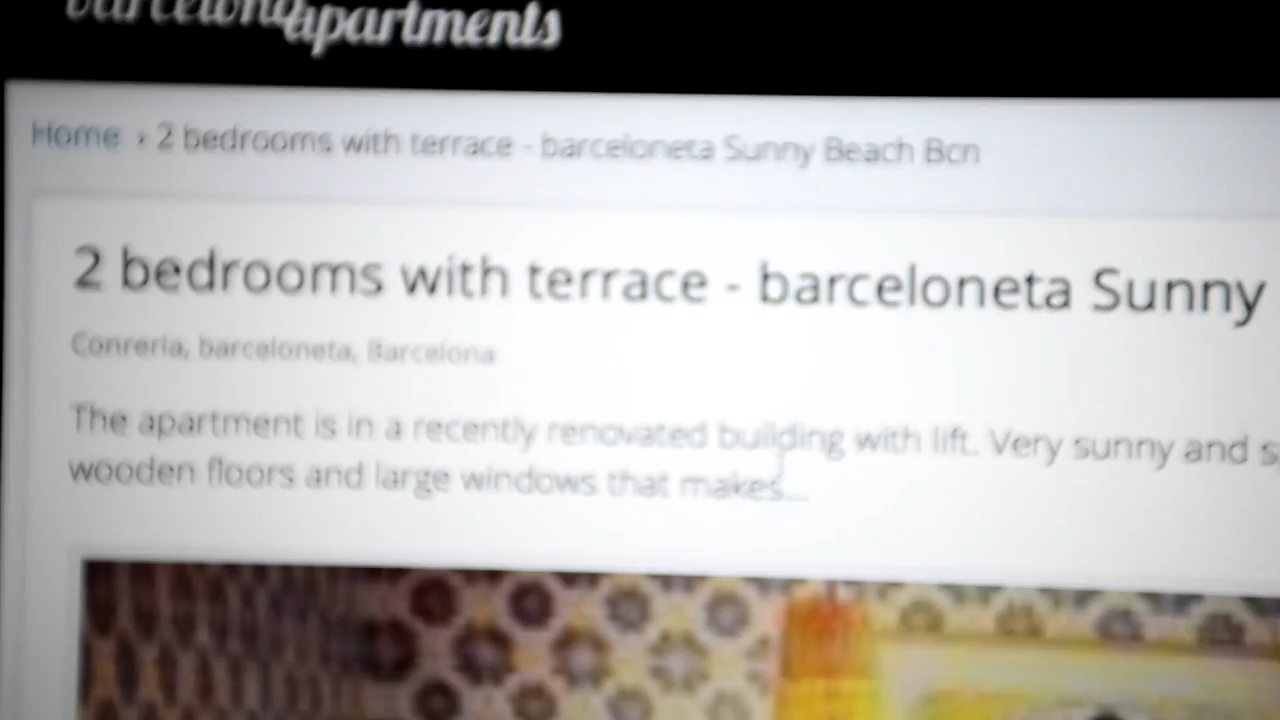 barcelona apartments
Home › 2 bedrooms with terrace - barceloneta Sunny Beach Bcn
2 bedrooms with terrace - barceloneta Sunny
Conreria, barceloneta, Barcelona
The apartment is in a recently renovated building with lift. Very sunny and s
wooden floors and large windows that makes...